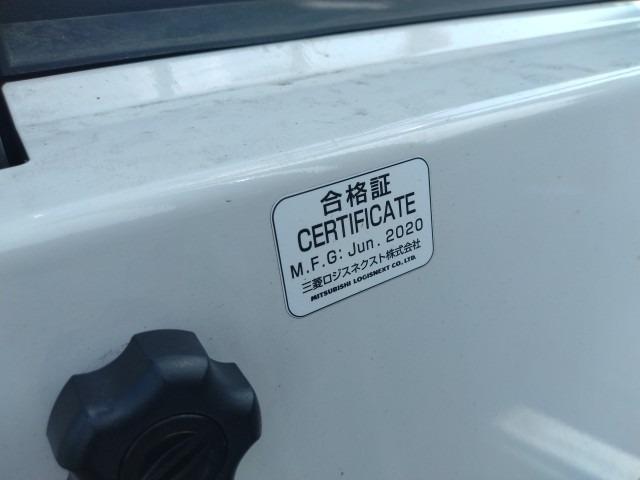 合格証
CERTIFICATE
M.F.G: Jun. 2020
三菱ロジスネクスト株式会社
MITSUBISHI LOGISNEXT CO., LTD.